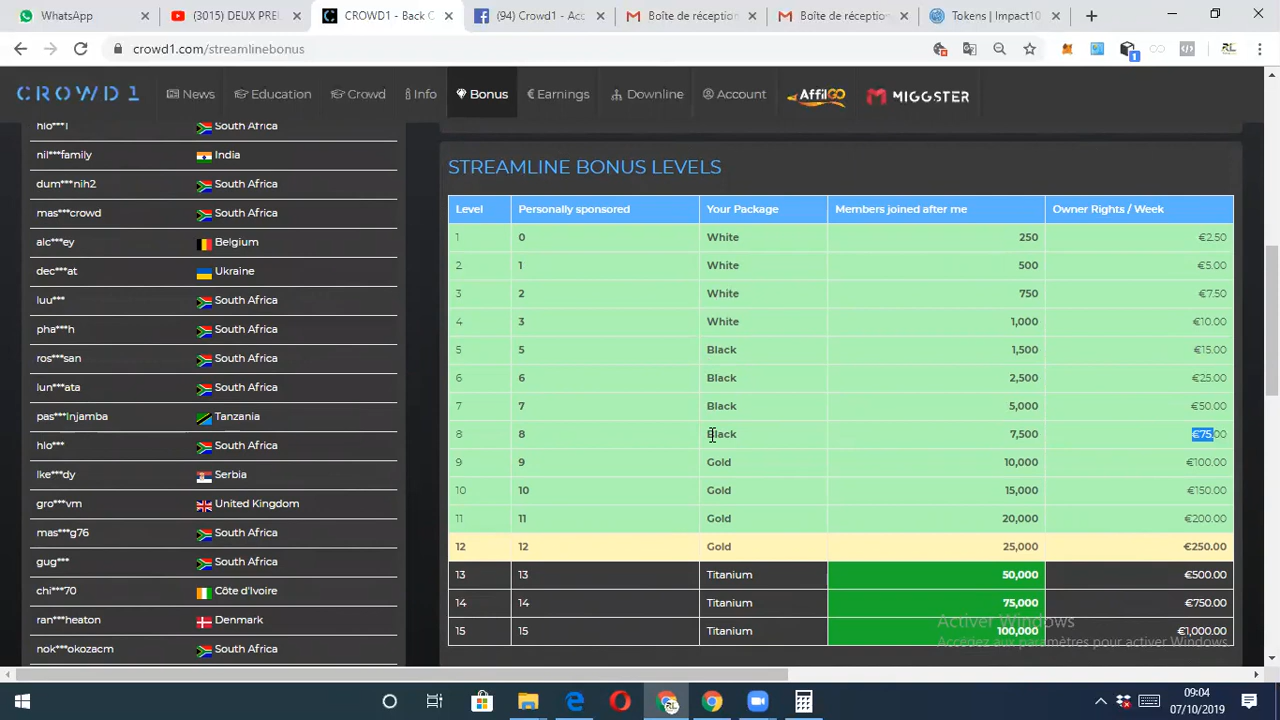 WhatsApp
(3015) DEUX PREU
CROWD1 - Back O
(94) Crowd1 - Acc
Boîte de réception
Boîte de réception
Tokens | Impact10
crowd1.com/streamlinebonus
1
RL
CROWD1
News
Education
Crowd
Info
Bonus
€ Earnings
Downline
Account
AFFILGO
MIGGSTER
South Africa
nil***family India
dum***nih2 South Africa
mas***crowd South Africa
alc***ey Belgium
dec***at Ukraine
luu*** South Africa
pha***h South Africa
ros***san South Africa
lun***ata South Africa
pas***Injamba Tanzania
hlo*** South Africa
lke***dy Serbia
gro***vm United Kingdom
mas***g76 South Africa
gug*** South Africa
chi***70 Côte d'Ivoire
ran***heaton Denmark
nok***okozacm South Africa
STREAMLINE BONUS LEVELS
Level Personally sponsored Your Package Members joined after me Owner Rights / Week
1 0 White 250 €2.50
2 1 White 500 €5.00
3 2 White 750 €7.50
4 3 White 1,000 €10.00
5 5 Black 1,500 €15.00
6 6 Black 2,500 €25.00
7 7 Black 5,000 €50.00
8 8 Black 7,500 €75.00
9 9 Gold 10,000 €100.00
10 10 Gold 15,000 €150.00
11 11 Gold 20,000 €200.00
12 12 Gold 25,000 €250.00
13 13 Titanium 50,000 €500.00
14 14 Titanium 75,000 €750.00
15 15 Titanium 100,000 €1,000.00
Activer Windows
Accédez aux paramètres pour activer Windows
RL
09:04
07/10/2019